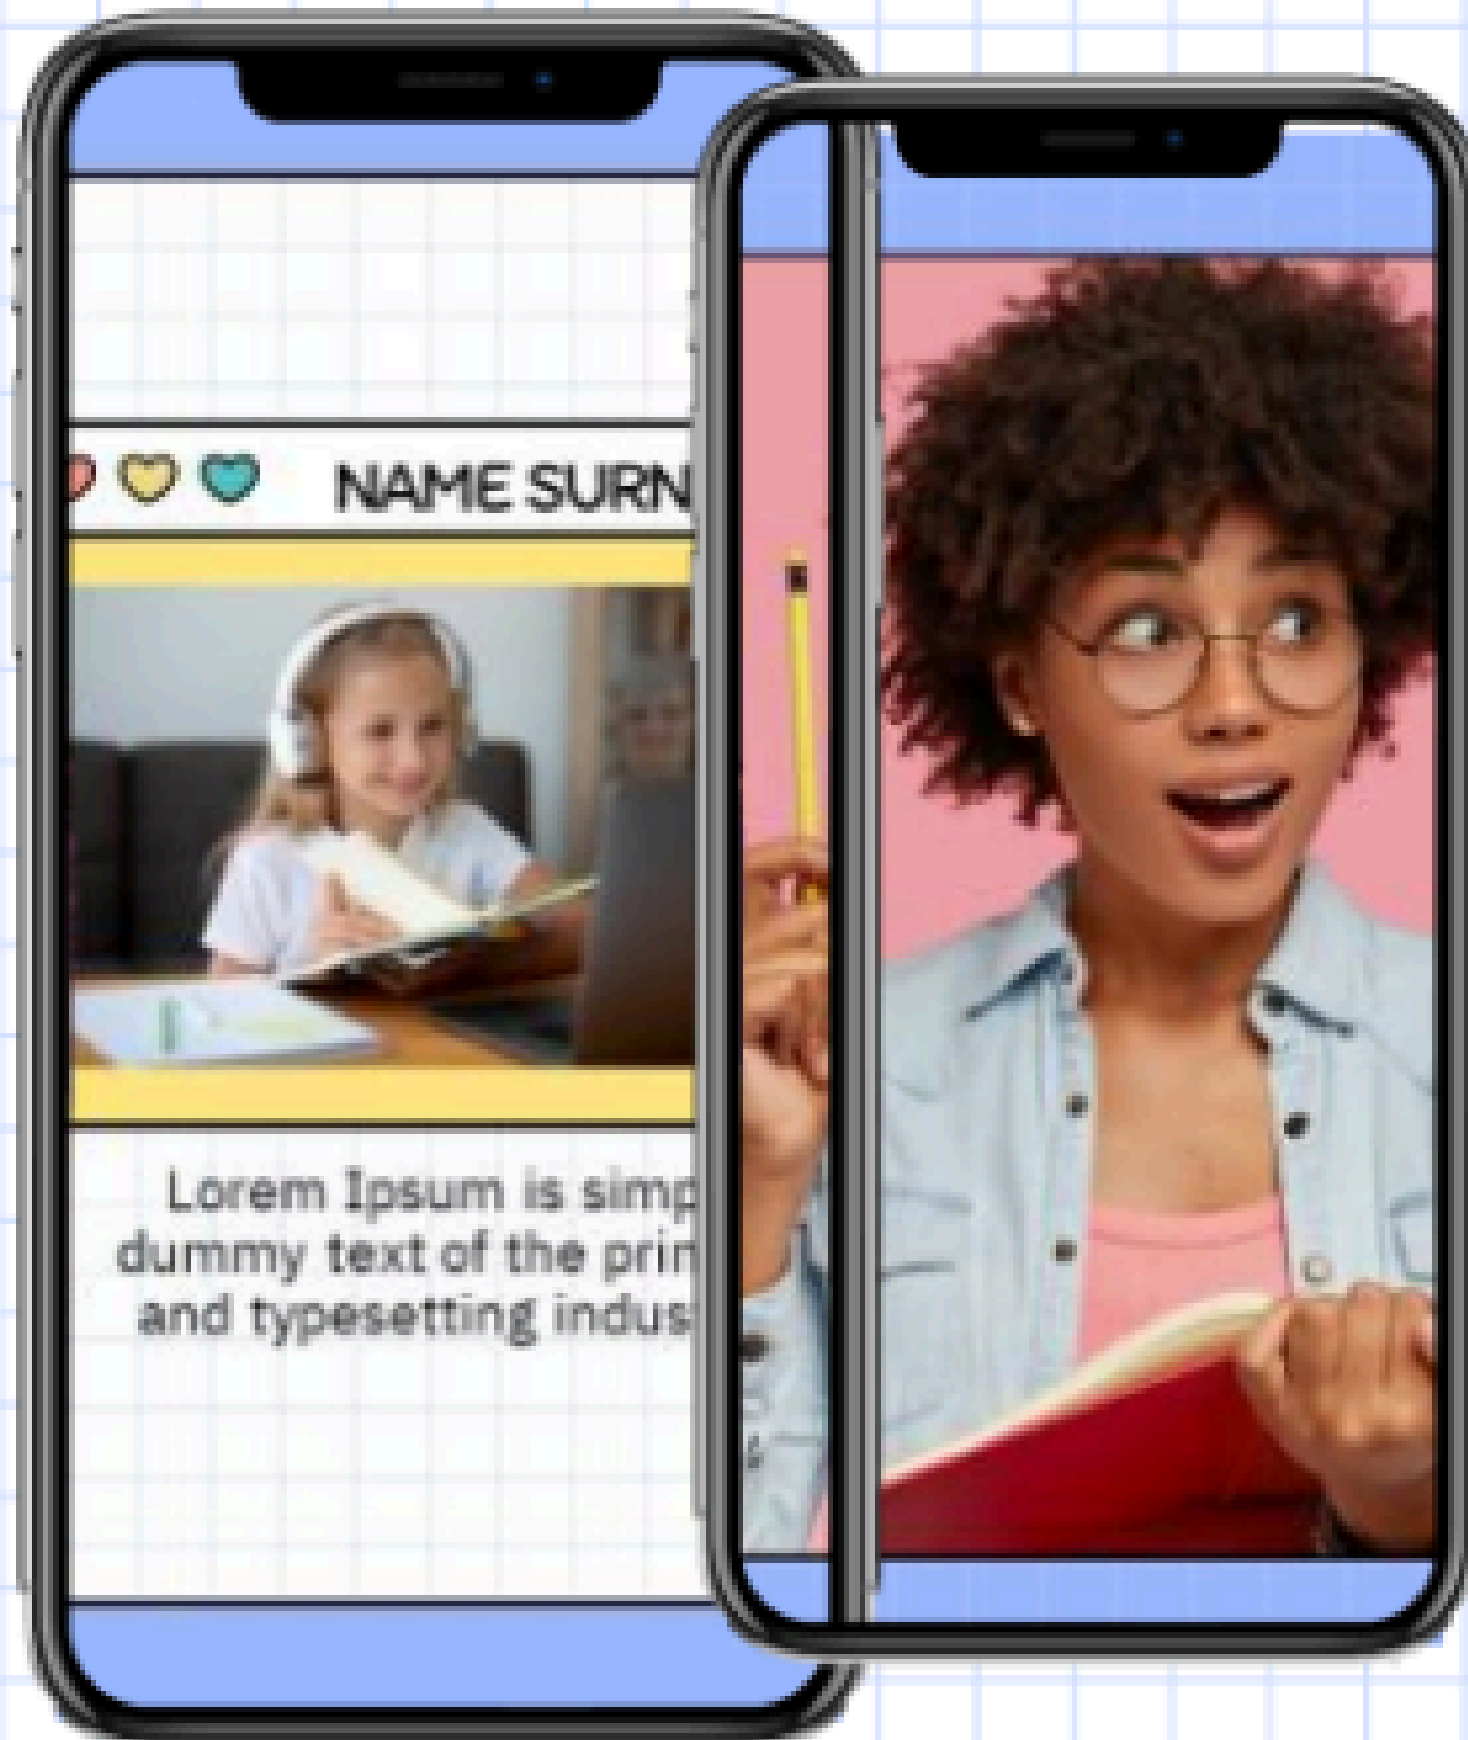 NAME SURN
Lorem Ipsum is simp
dummy text of the prin
and typesetting indus